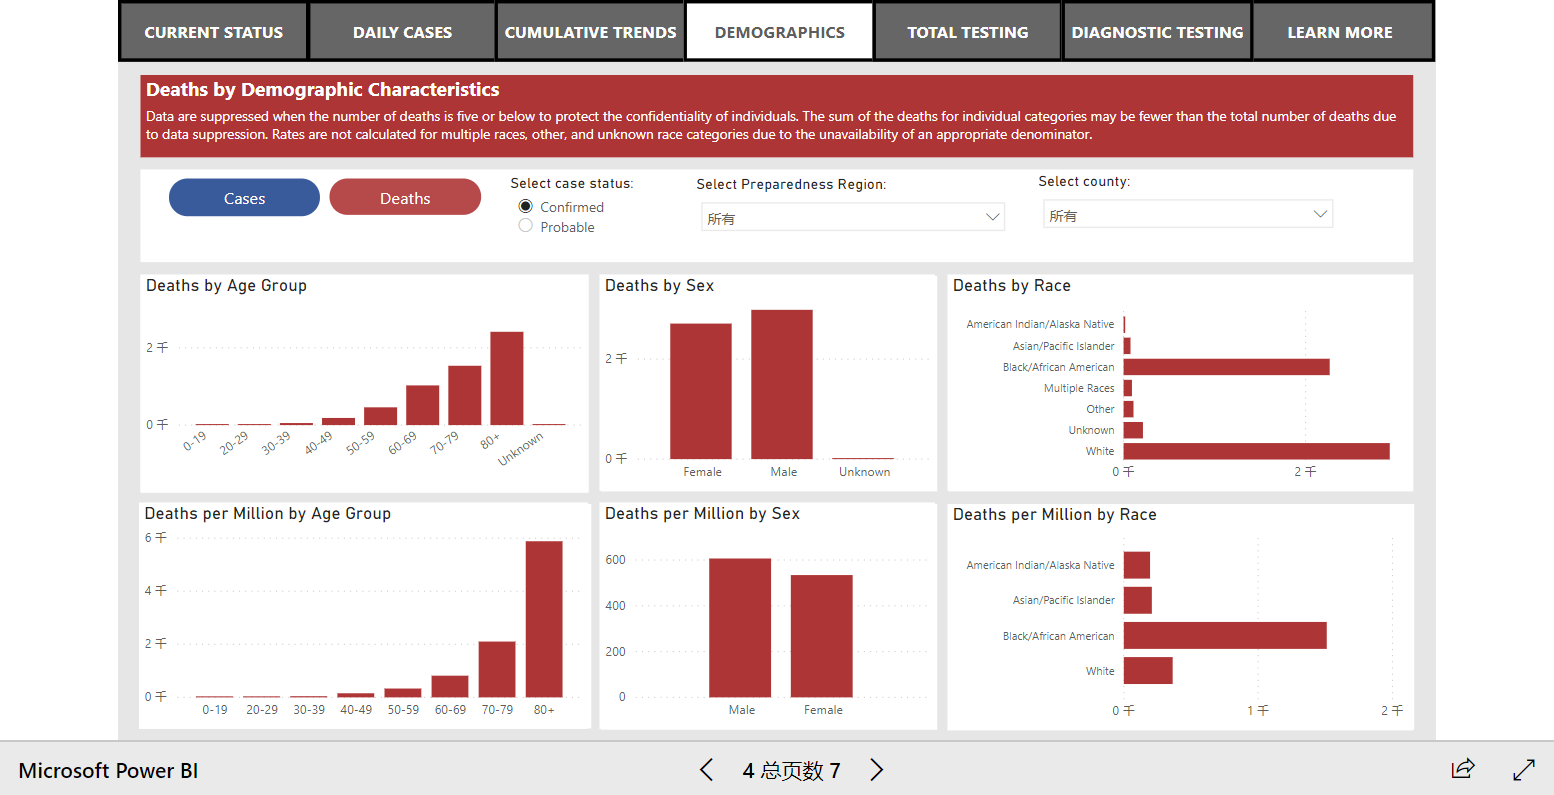 CURRENT STATUS
DAILY CASES
CUMULATIVE TRENDS
DEMOGRAPHICS
TOTAL TESTING
DIAGNOSTIC TESTING
LEARN MORE
Deaths by Demographic Characteristics
Data are suppressed when the number of deaths is five or below to protect the confidentiality of individuals. The sum of the deaths for individual categories may be fewer than the total number of deaths due
to data suppression. Rates are not calculated for multiple races, other, and unknown race categories due to the unavailability of an appropriate denominator.
Cases
Deaths
Select case status:
Confirmed
Probable
Select Preparedness Region:
所有
Select county:
所有
Deaths by Age Group
2 千
0 千
0-19
20-29
30-39
40-49
50-59
60-69
70-79
80+
Unknown
Deaths by Sex
2 千
0 千
Female
Male
Unknown
Deaths by Race
American Indian/Alaska Native
Asian/Pacific Islander
Black/African American
Multiple Races
Other
Unknown
White
0 千
2 千
Deaths per Million by Age Group
6 千
4 千
2 千
0 千
0-19
20-29
30-39
40-49
50-59
60-69
70-79
80+
Deaths per Million by Sex
600
400
200
0
Male
Female
Deaths per Million by Race
American Indian/Alaska Native
Asian/Pacific Islander
Black/African American
White
0 千
1 千
2 千
Microsoft Power BI
4 总页数 7